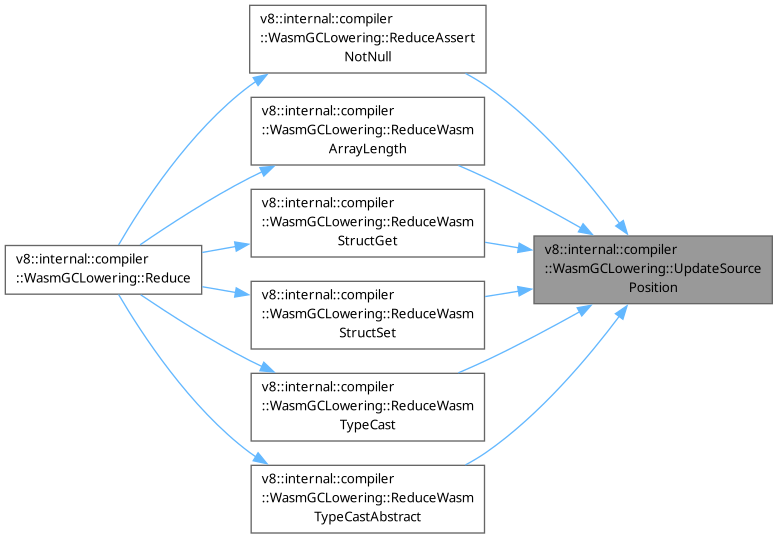 v8::internal::compiler
::WasmGCLowering::ReduceAssert
NotNull
v8::internal::compiler
::WasmGCLowering::ReduceWasm
ArrayLength
v8::internal::compiler
::WasmGCLowering::ReduceWasm
StructGet
v8::internal::compiler
::WasmGCLowering::Reduce
v8::internal::compiler
::WasmGCLowering::UpdateSource
Position
v8::internal::compiler
::WasmGCLowering::ReduceWasm
StructSet
v8::internal::compiler
::WasmGCLowering::ReduceWasm
TypeCast
v8::internal::compiler
::WasmGCLowering::ReduceWasm
TypeCastAbstract